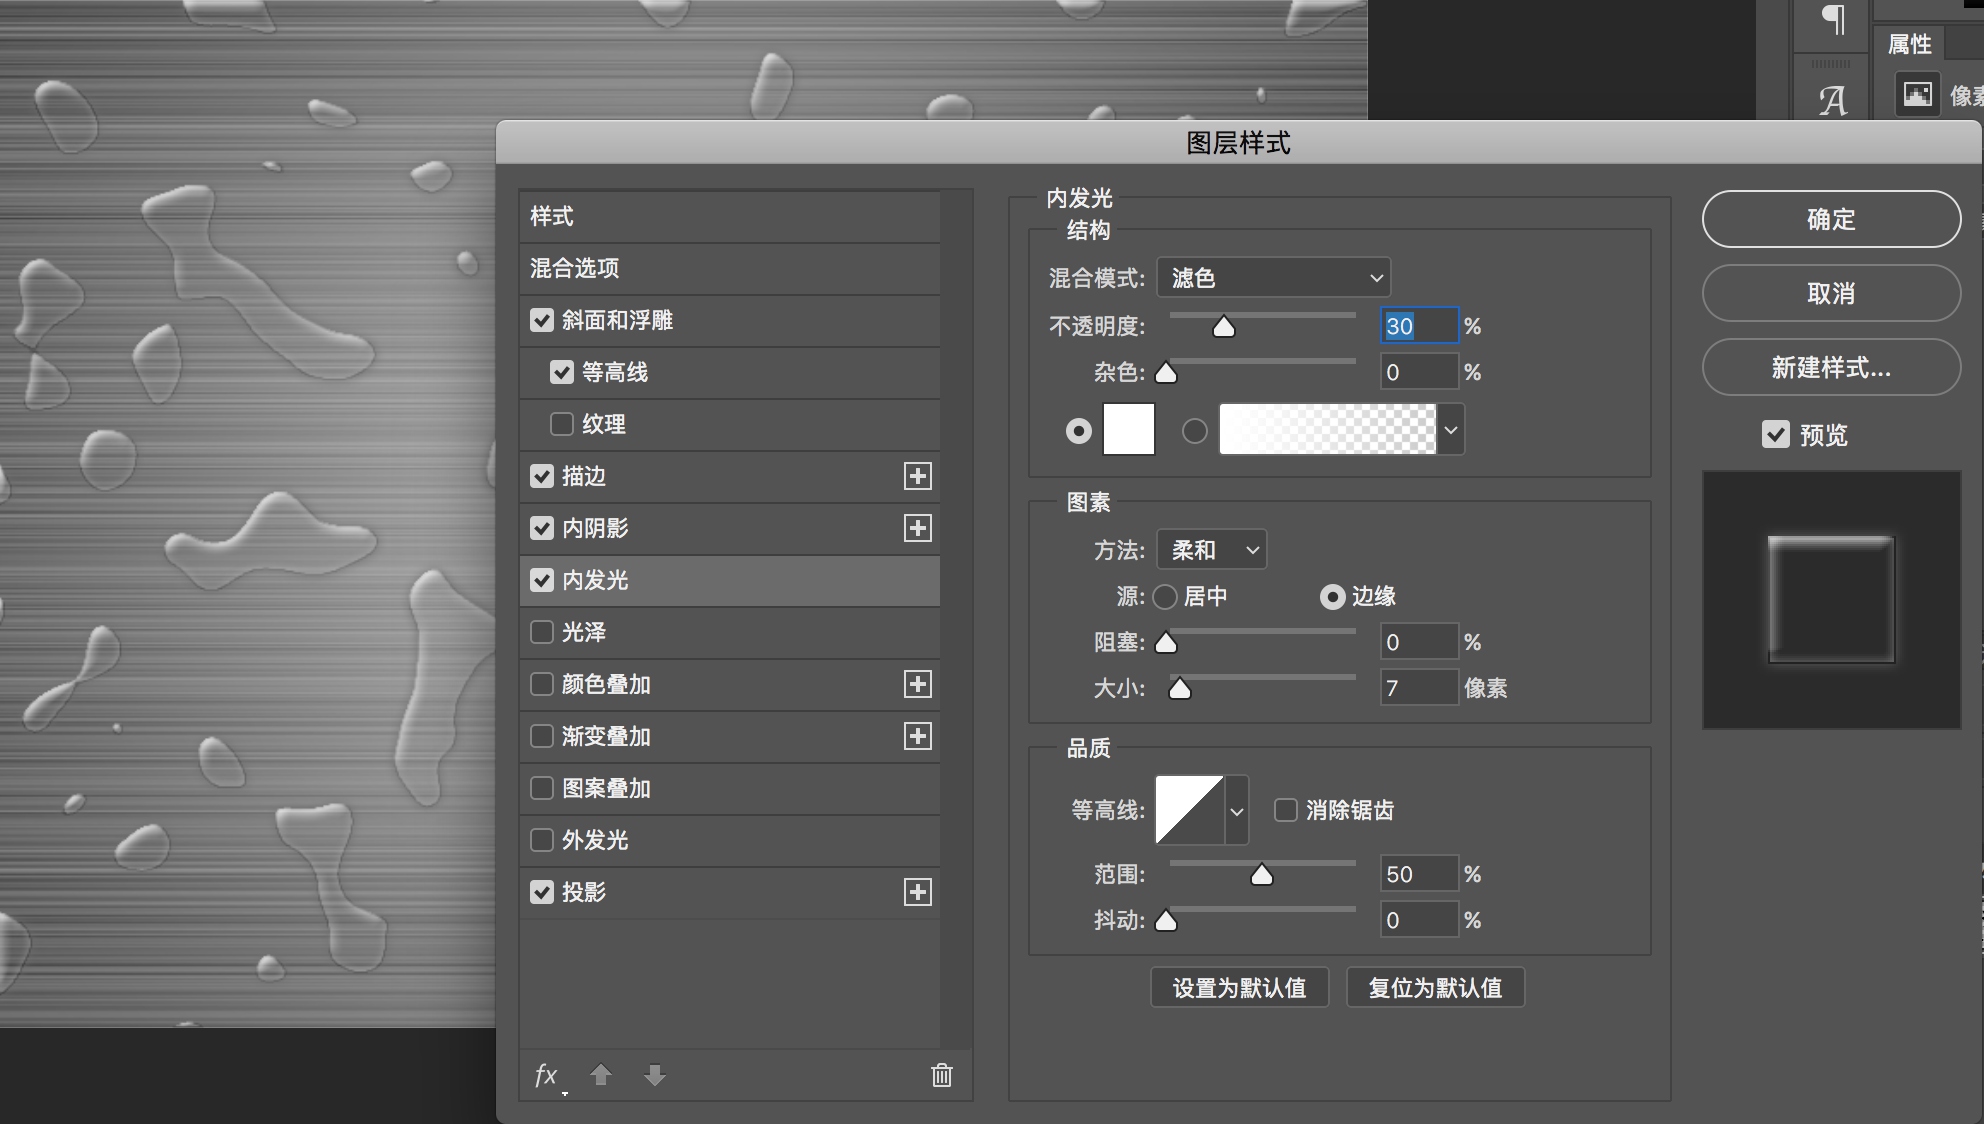 属性
像素
图层样式
样式
混合选项
斜面和浮雕
等高线
纹理
描边
内阴影
内发光
光泽
颜色叠加
渐变叠加
图案叠加
外发光
投影
fx
内发光
结构
混合模式: 滤色
不透明度: 30 %
杂色: 0 %
图素
方法: 柔和
源: 居中 边缘
阻塞: 0 %
大小: 7 像素
品质
等高线: 消除锯齿
范围: 50 %
抖动: 0 %
设置为默认值 复位为默认值
确定
取消
新建样式...
预览